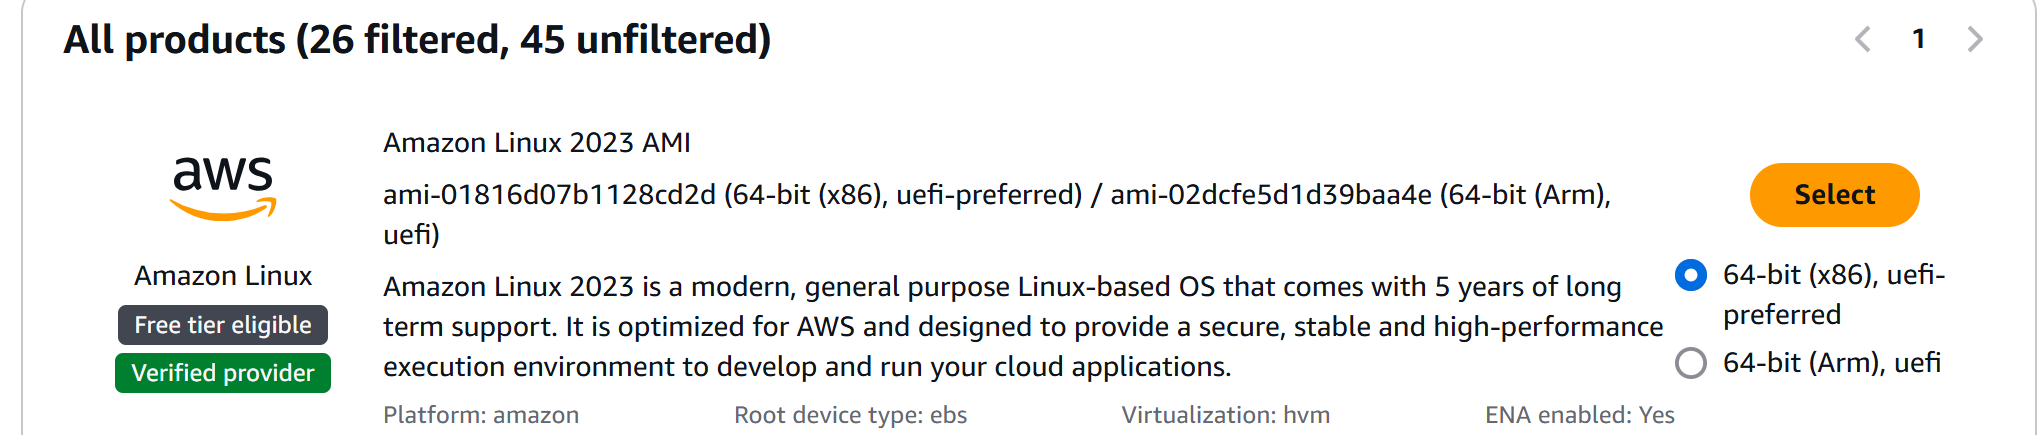 All products (26 filtered, 45 unfiltered)
1
aws
Amazon Linux
Free tier eligible
Verified provider
Amazon Linux 2023 AMI
ami-01816d07b1128cd2d (64-bit (x86), uefi-preferred) / ami-02dcfe5d1d39baa4e (64-bit (Arm),
uefi)
Amazon Linux 2023 is a modern, general purpose Linux-based OS that comes with 5 years of long
term support. It is optimized for AWS and designed to provide a secure, stable and high-performance
execution environment to develop and run your cloud applications.
Platform: amazon
Root device type: ebs
Virtualization: hvm
ENA enabled: Yes
Select
64-bit (x86), uefi-
preferred
64-bit (Arm), uefi